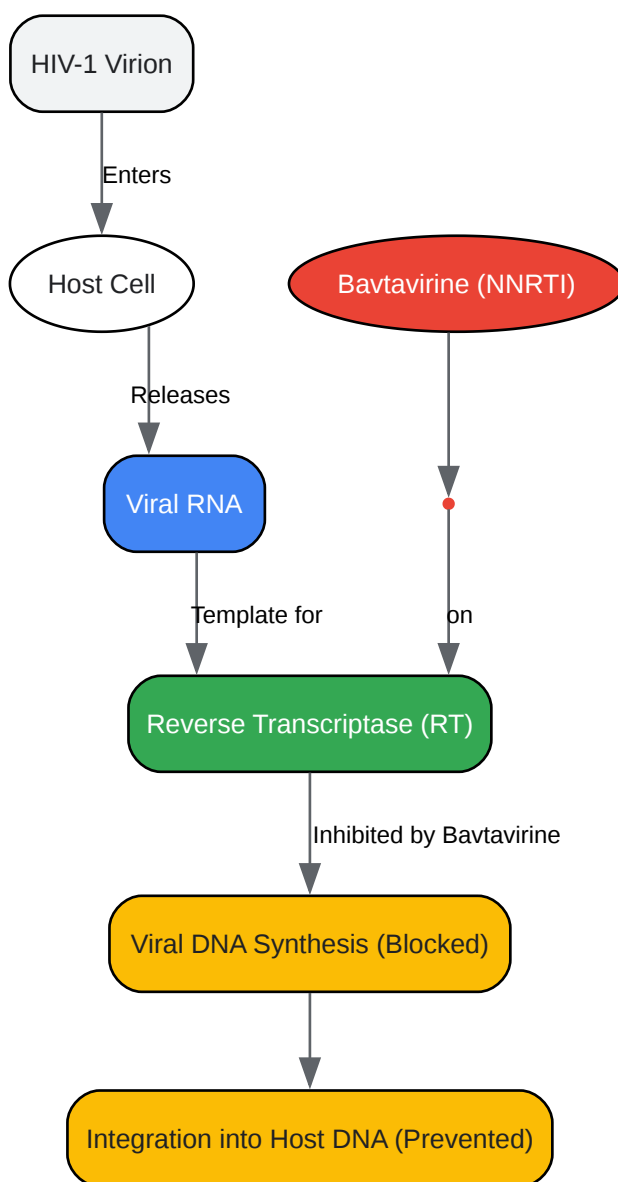 HIV-1 Virion
Enters
Host Cell
Bavtavirine (NNRTI)
Releases
Viral RNA
Template for
on
Reverse Transcriptase (RT)
Inhibited by Bavtavirine
Viral DNA Synthesis (Blocked)
Integration into Host DNA (Prevented)